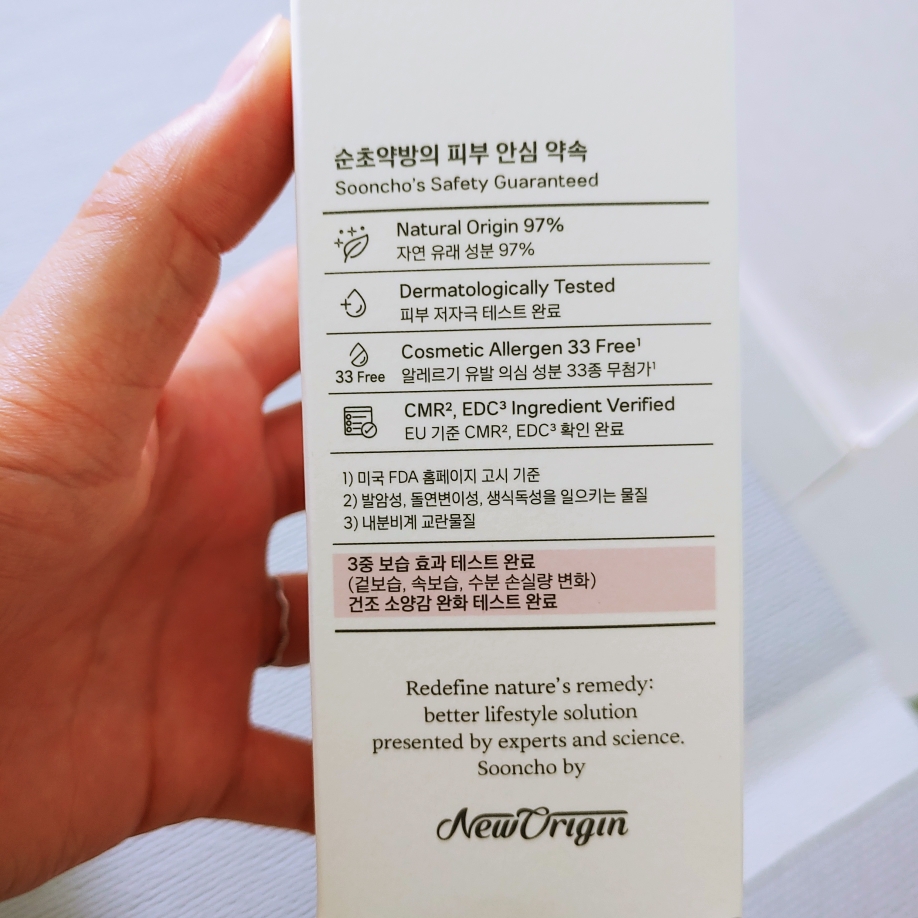 순초약방의 피부 안심 약속
Sooncho's Safety Guaranteed
Natural Origin 97%
자연 유래 성분 97%
Dermatologically Tested
피부 저자극 테스트 완료
33 Free
Cosmetic Allergen 33 Free¹
알레르기 유발 의심 성분 33종 무첨가¹
CMR², EDC³ Ingredient Verified
EU 기준 CMR², EDC³ 확인 완료
1) 미국 FDA 홈페이지 고시 기준
2) 발암성, 돌연변이성, 생식독성을 일으키는 물질
3) 내분비계 교란물질
3중 보습 효과 테스트 완료
(겉보습, 속보습, 수분 손실량 변화)
건조 소양감 완화 테스트 완료
Redefine nature's remedy:
better lifestyle solution
presented by experts and science.
Sooncho by
NewOrigin